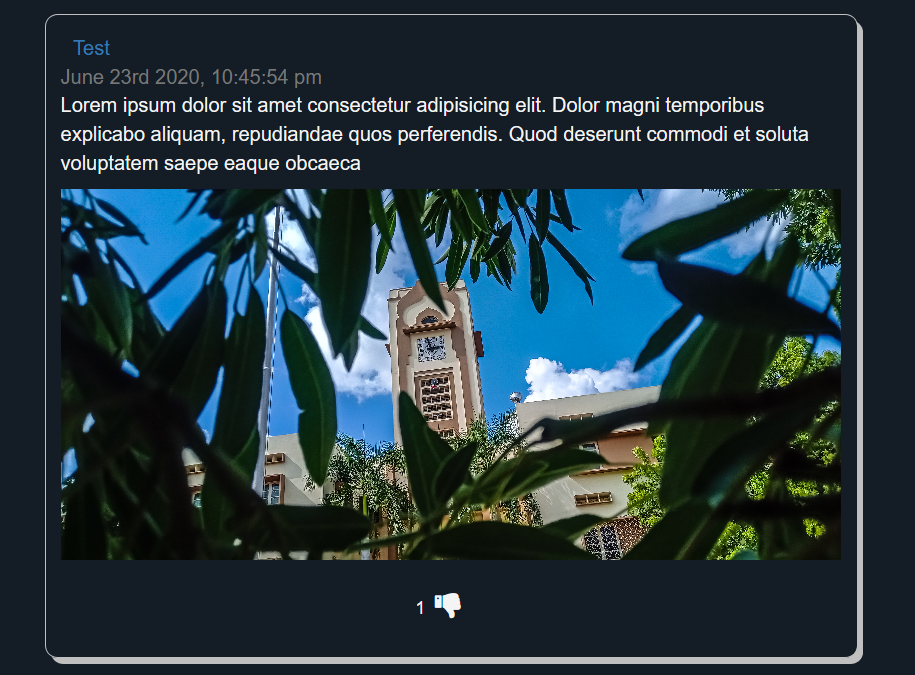 Test
June 23rd 2020, 10:45:54 pm
Lorem ipsum dolor sit amet consectetur adipisicing elit. Dolor magni temporibus
explicabo aliquam, repudiandae quos perferendis. Quod deserunt commodi et soluta
voluptatem saepe eaque obcaeca
1